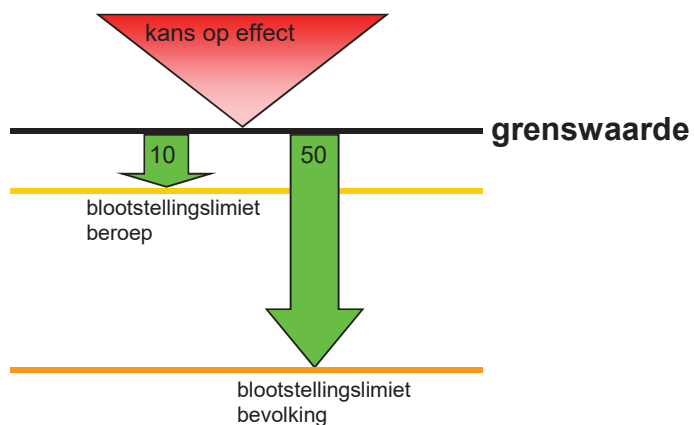 kans op effect
grenswaarde
10
50
blootstellingslimiet
beroep
blootstellingslimiet
bevolking